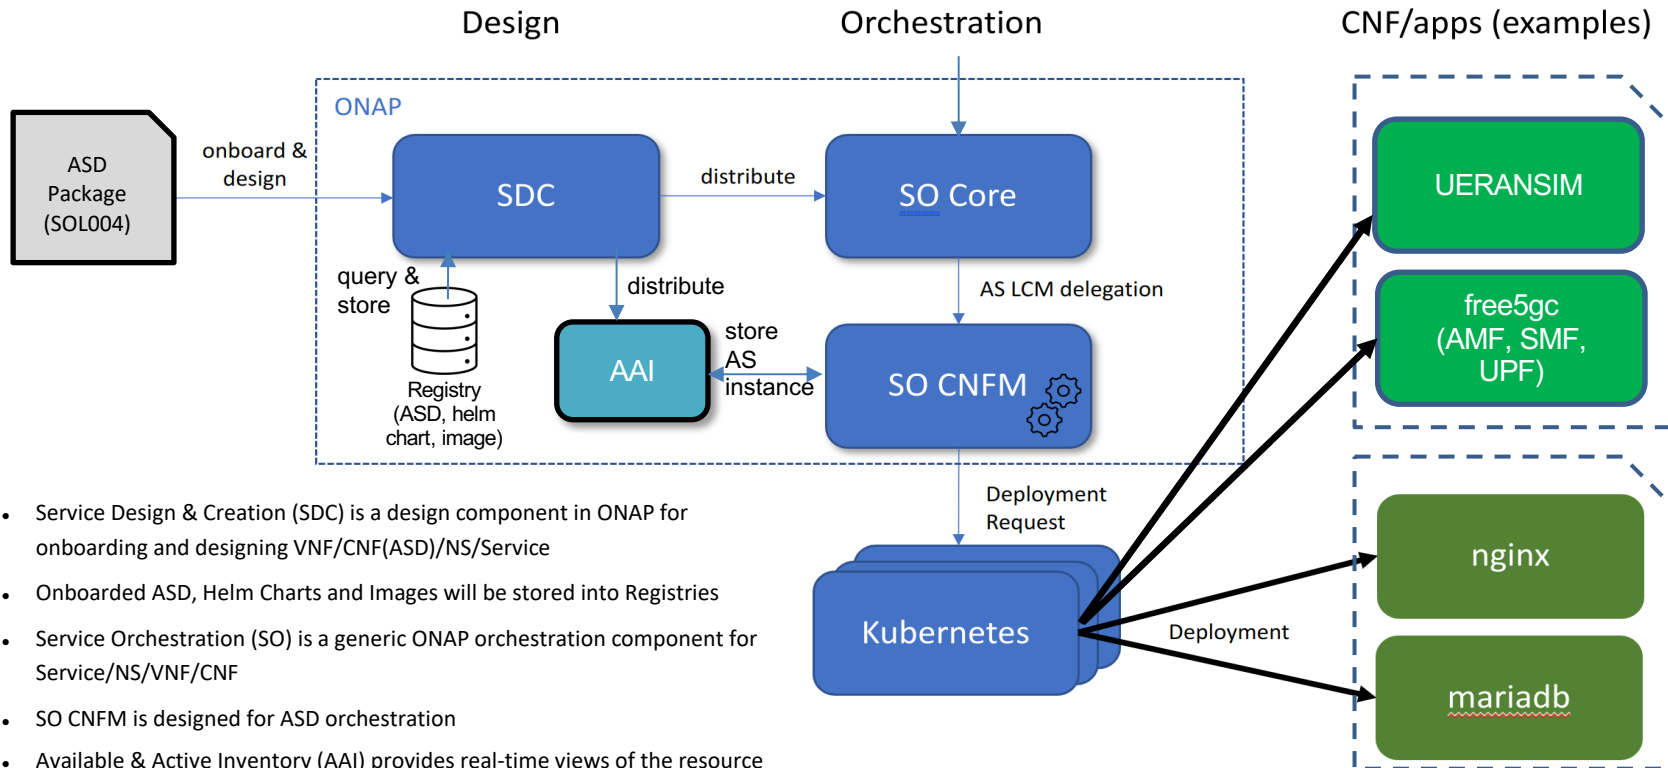 Design
Orchestration
CNF/apps (examples)
ONAP
ASD
Package
(SOL004)
onboard &
design
SDC
distribute
SO Core
UERANSIM
query &
store
distribute
AS LCM delegation
free5gc
(AMF, SMF,
UPF)
AAI
store
AS
instance
SO CNFM
Registry
(ASD, helm
chart, image)
Deployment
Request
nginx
Kubernetes
Deployment
mariadb
• Service Design & Creation (SDC) is a design component in ONAP for
onboarding and designing VNF/CNF(ASD)/NS/Service
• Onboarded ASD, Helm Charts and Images will be stored into Registries
• Service Orchestration (SO) is a generic ONAP orchestration component for
Service/NS/VNF/CNF
• SO CNFM is designed for ASD orchestration
• Available & Active Inventory (AAI) provides real-time views of the resource